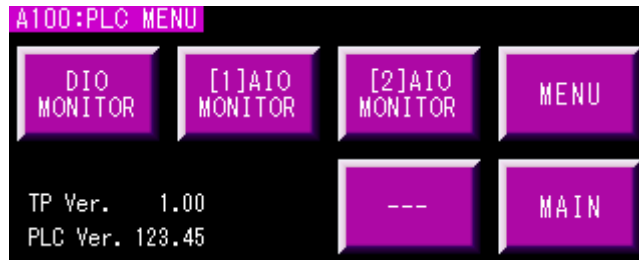 A100:PLC MENU
DIO
MONITOR
[1]AIO
MONITOR
[2]AIO
MONITOR
MENU
TP Ver. 1.00
PLC Ver. 123.45
---
MAIN